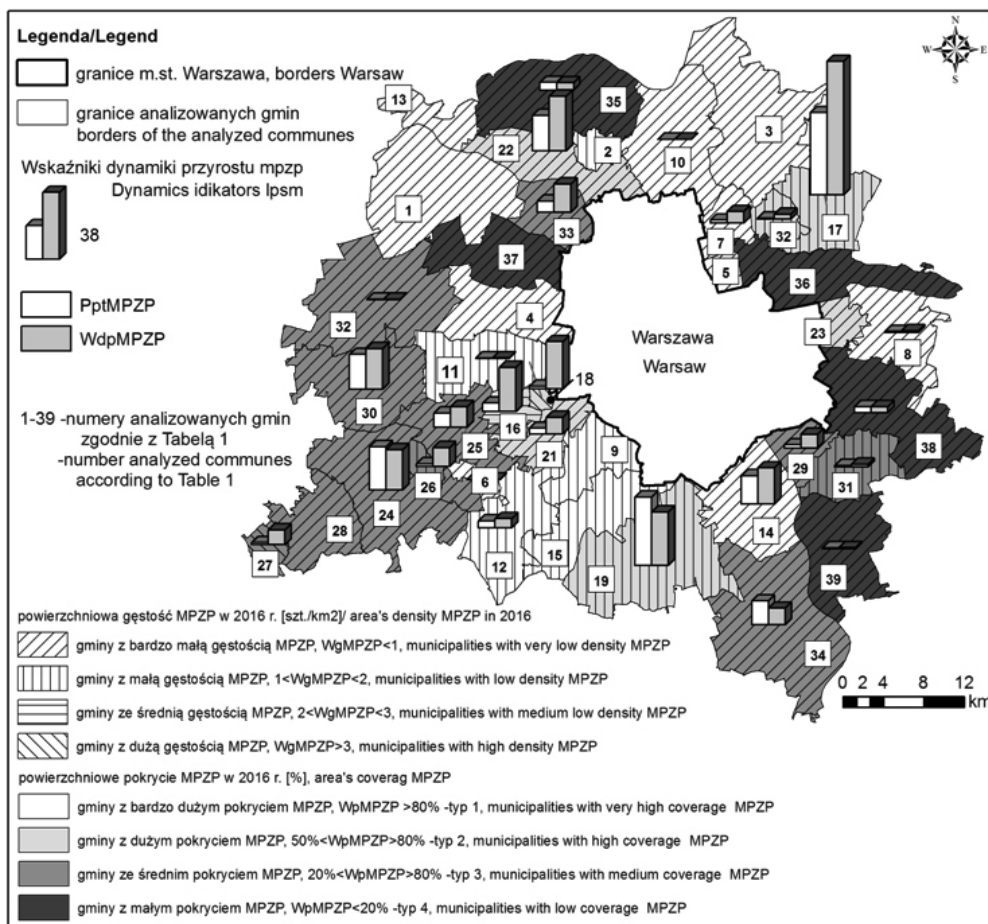 Legenda/Legend
granice m.st. Warszawa, borders Warsaw
granice analizowanych gmin
borders of the analyzed communes
Wskaźniki dynamiki przyrostu mpzp
Dynamics idikators lpsm
38
PptMPZP
WdpMPZP
1-39 -numery analizowanych gmin
zgodnie z Tabelą 1
-number analyzed communes
according to Table 1
N
W E
S
13
35
3
22
2
10
1
17
33
7
32
37
5
36
4
23
Warszawa
Warsaw
32
8
11
18
30
16
9
38
25
21
29
26
6
31
24
28
14
27
12
15
19
39
34
0 2 4 8 12
km
powierzchniowa gęstość MPZP w 2016 r. [szt./km2]/ area's density MPZP in 2016
gminy z bardzo małą gęstością MPZP, WgMPZP<1, municipalities with very low density MPZP
gminy z małą gęstością MPZP, 1<WgMPZP<2, municipalities with low density MPZP
gminy ze średnią gęstością MPZP, 2<WgMPZP<3, municipalities with medium low density MPZP
gminy z dużą gęstością MPZP, WgMPZP>3, municipalities with high density MPZP
powierzchniowe pokrycie MPZP w 2016 r. [%], area's coverag MPZP
gminy z bardzo dużym pokryciem MPZP, WpMPZP >80% -typ 1, municipalities with very high coverage MPZP
gminy z dużym pokryciem MPZP, 50%<WpMPZP>80% -typ 2, municipalities with high coverage MPZP
gminy ze średnim pokryciem MPZP, 20%<WpMPZP>80% -typ 3, municipalities with medium coverage MPZP
gminy z małym pokryciem MPZP, WpMPZP<20% -typ 4, municipalities with low coverage MPZP